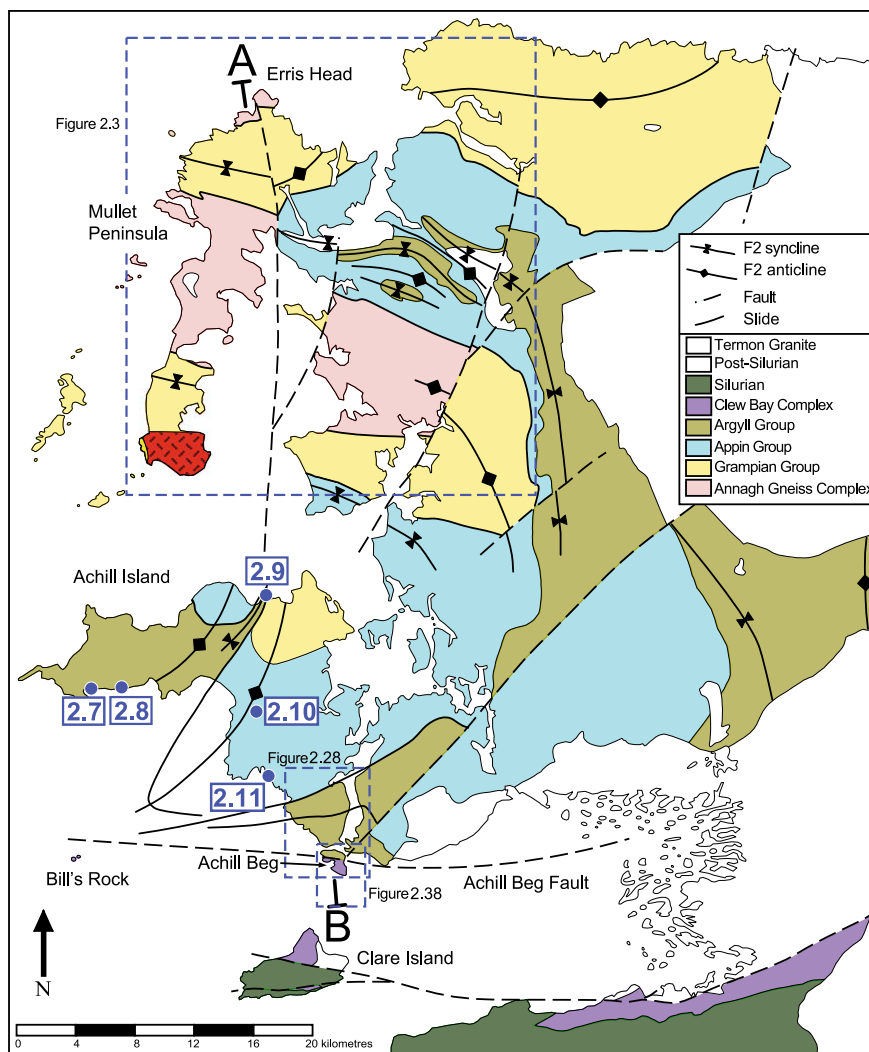 A
Erris Head
Figure 2.3
Mullet
Peninsula
F2 syncline
F2 anticline
Fault
Slide
Termon Granite
Post-Silurian
Silurian
Clew Bay Complex
Argyll Group
Appin Group
Grampian Group
Annagh Gneiss Complex
Achill Island
2.9
2.7
2.8
2.10
Figure2.28
2.11
Achill Beg
Bill's Rock
Achill Beg Fault
Figure2.38
B
Clare Island
N
0 4 8 12 16 20 kilometres